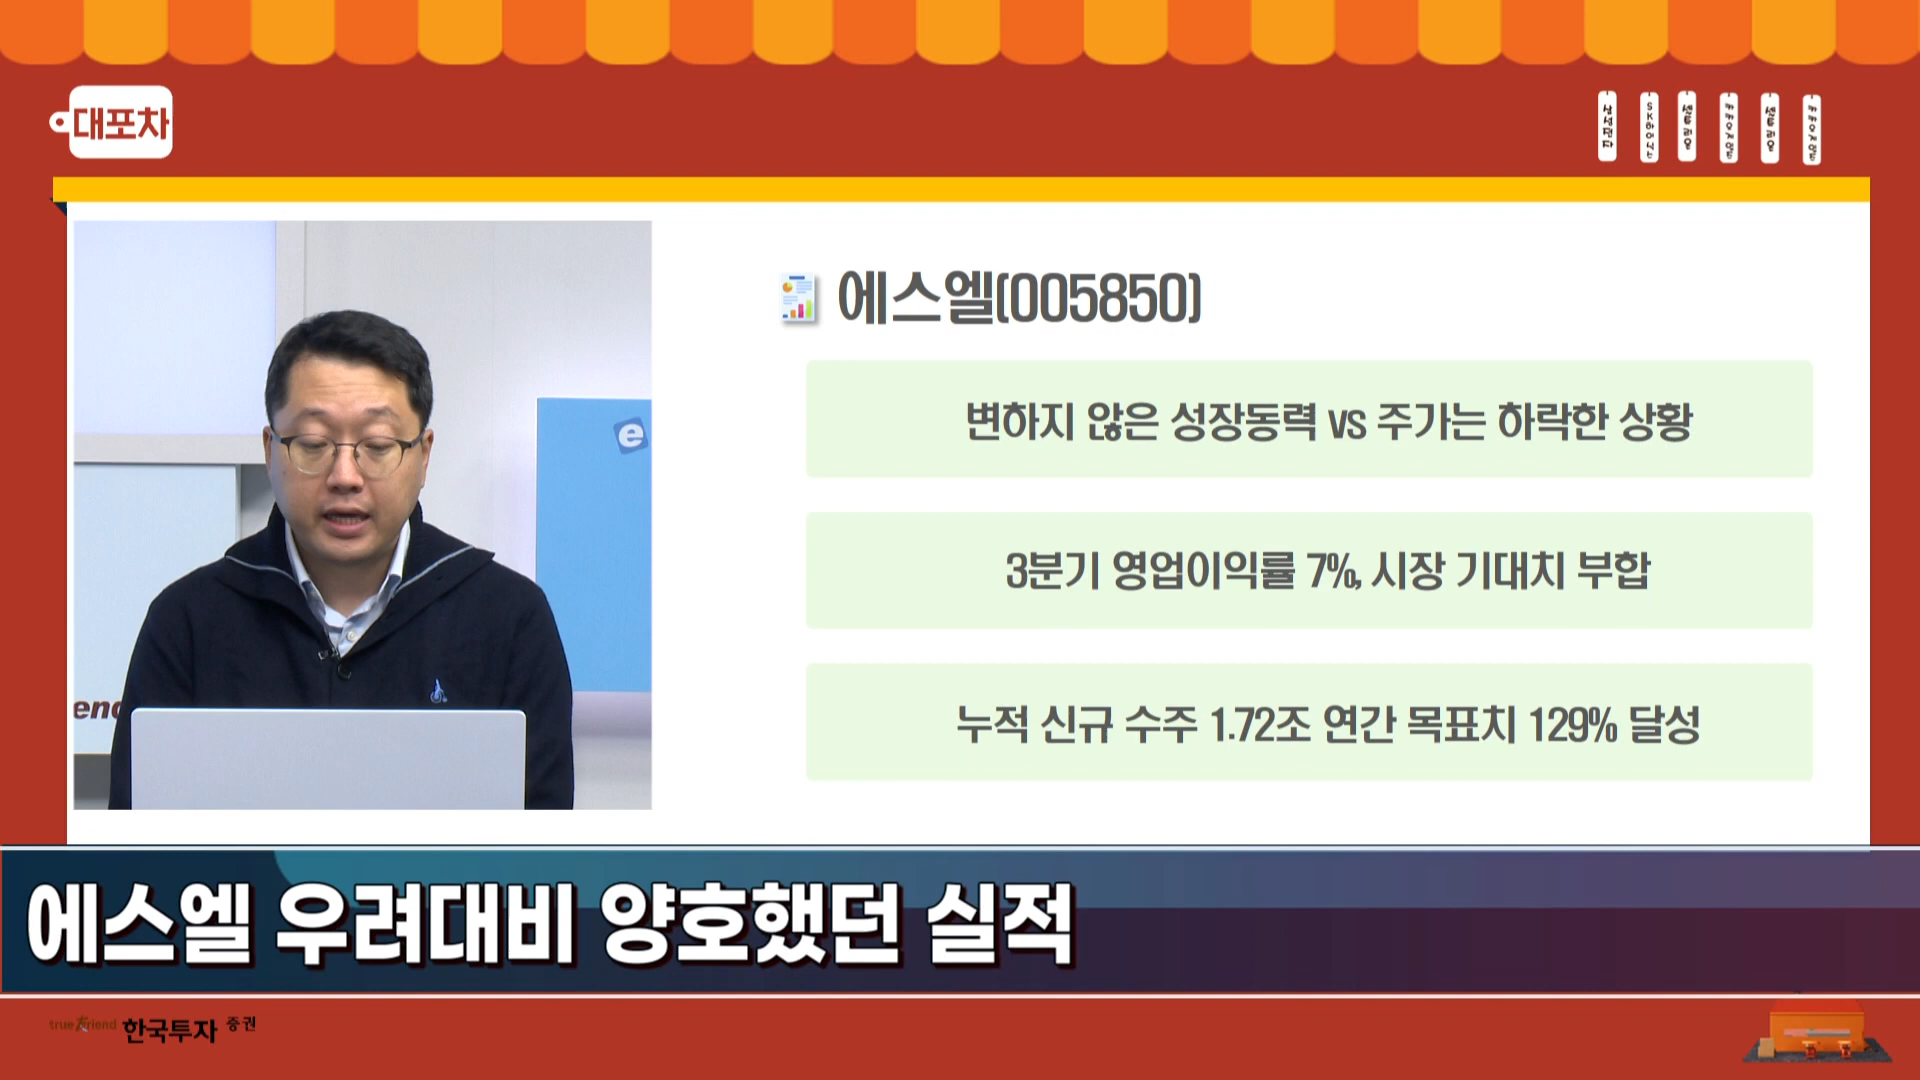 대포차
에스엘(005850)
변하지 않은 성장동력 vs 주가는 하락한 상황
3분기 영업이익률 7%, 시장 기대치 부합
누적 신규 수주 1.72조 연간 목표치 129% 달성
에스엘 우려대비 양호했던 실적
true friend 한국투자 증권